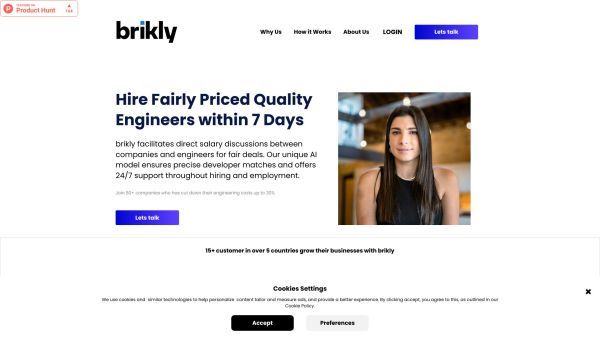 FEATURED ON
Product Hunt
brikly
Why Us
How it Works
About Us
LOGIN
Lets talk
Hire Fairly Priced Quality
Engineers within 7 Days
brikly facilitates direct salary discussions between
companies and engineers for fair deals. Our unique AI
model ensures precise developer matches and offers
24/7 support throughout hiring and employment.
Join 50+ companies who has cut down their engineering costs up to 30%
Lets talk
15+ customer in over 5 countries grow their businesses with brikly
Cookies Settings
We use cookies and similar technologies to help personalize content tailor and measure ads, and provide a better experience. By clicking accept, you agree to this, as outlined in our
Cookie Policy.
Accept
Preferences